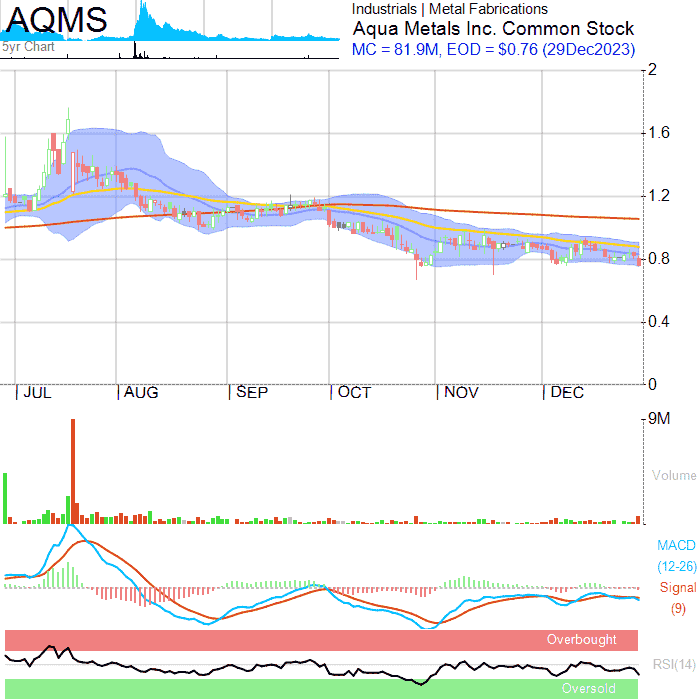 AQMS
5yr Chart
Industrials | Metal Fabrications
Aqua Metals Inc. Common Stock
MC = 81.9M, EOD = $0.76 (29Dec2023)
2
1.6
1.2
0.8
0.4
0
| JUL | AUG | SEP | OCT | NOV | DEC
9M
Volume
MACD
(12-26)
Signal
(9)
Overbought
RSI(14)
Oversold